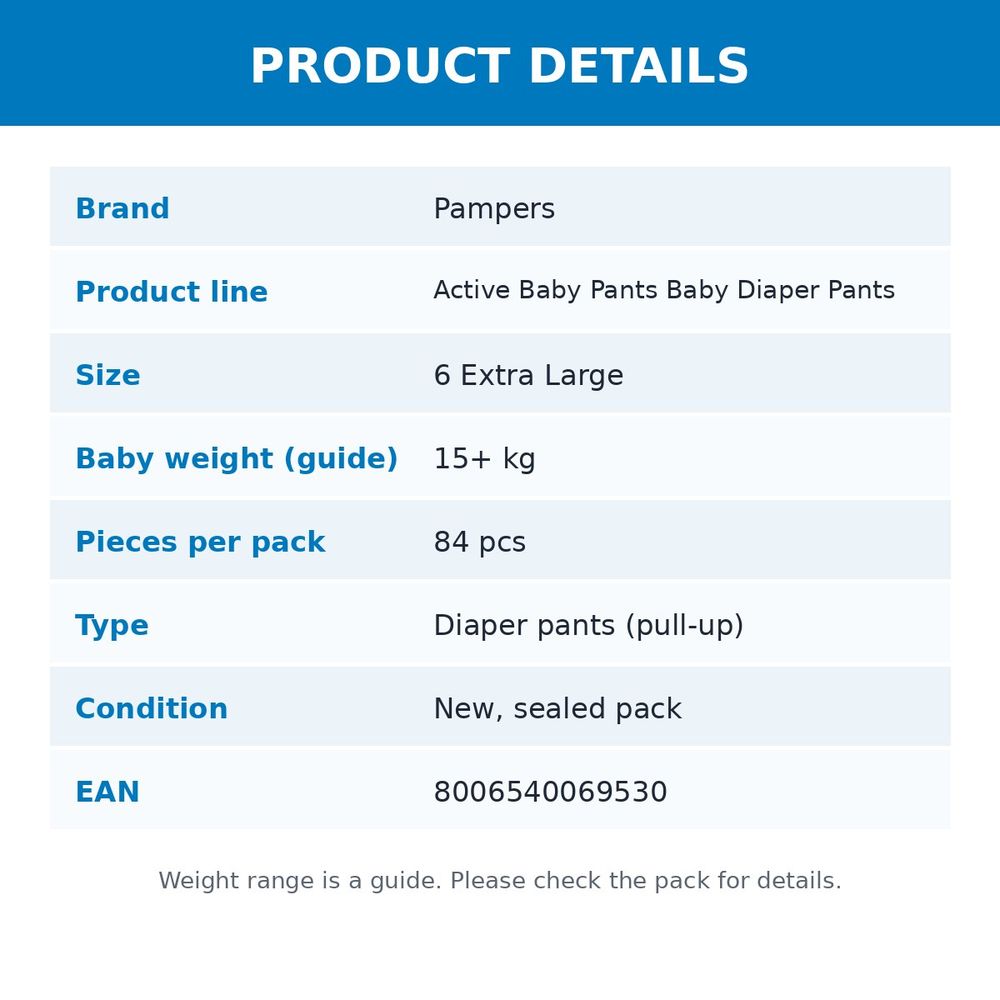 PRODUCT DETAILS
Brand Pampers
Product line Active Baby Pants Baby Diaper Pants
Size 6 Extra Large
Baby weight (guide) 15+ kg
Pieces per pack 84 pcs
Type Diaper pants (pull-up)
Condition New, sealed pack
EAN 8006540069530
Weight range is a guide. Please check the pack for details.